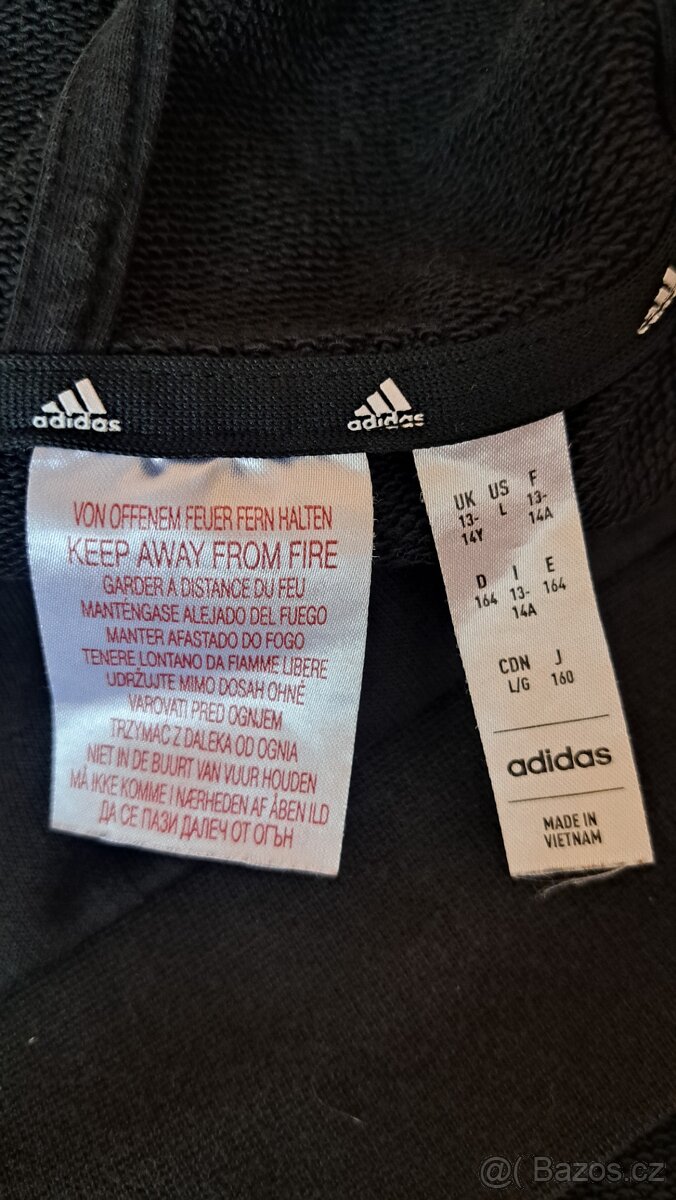 adidas
adidas
VON OFFENEM FEUER FERN HALTEN
KEEP AWAY FROM FIRE
GARDER A DISTANCE DU FEU
MANTENGASE ALEJADO DEL FUEGO
MANTER AFASTADO DO FOGO
TENERE LONTANO DA FIAMME LIBERE
UDRŽUJTE MIMO DOSAH OHNĚ
VAROVATI PRED OGNJEM
TRZYMAĆ Z DALEKA OD OGNIA
NIET IN DE BUURT VAN VUUR HOUDEN
MÅ IKKE KOMME I NÆRHEDEN AF ÅBEN ILD
ДА СЕ ПАЗИ ДАЛЕЧ ОТ ОГЪН
UK US F
13- L 13-
14Y 14A
D I E
164 13- 164
14A
CDN J
L/G 160
adidas
MADE IN
VIETNAM
@( Bazos.cz